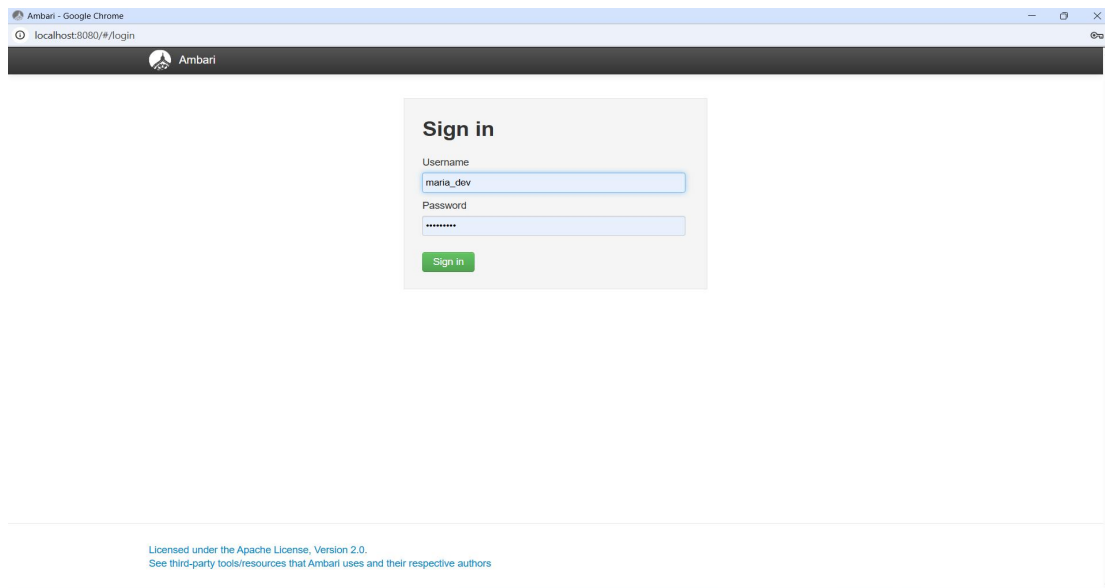 Ambari - Google Chrome
localhost:8080/#/login
Ambari
Sign in
Username
maria_dev
Password
•••••••••
Sign in
Licensed under the Apache License, Version 2.0.
See third-party tools/resources that Ambari uses and their respective authors